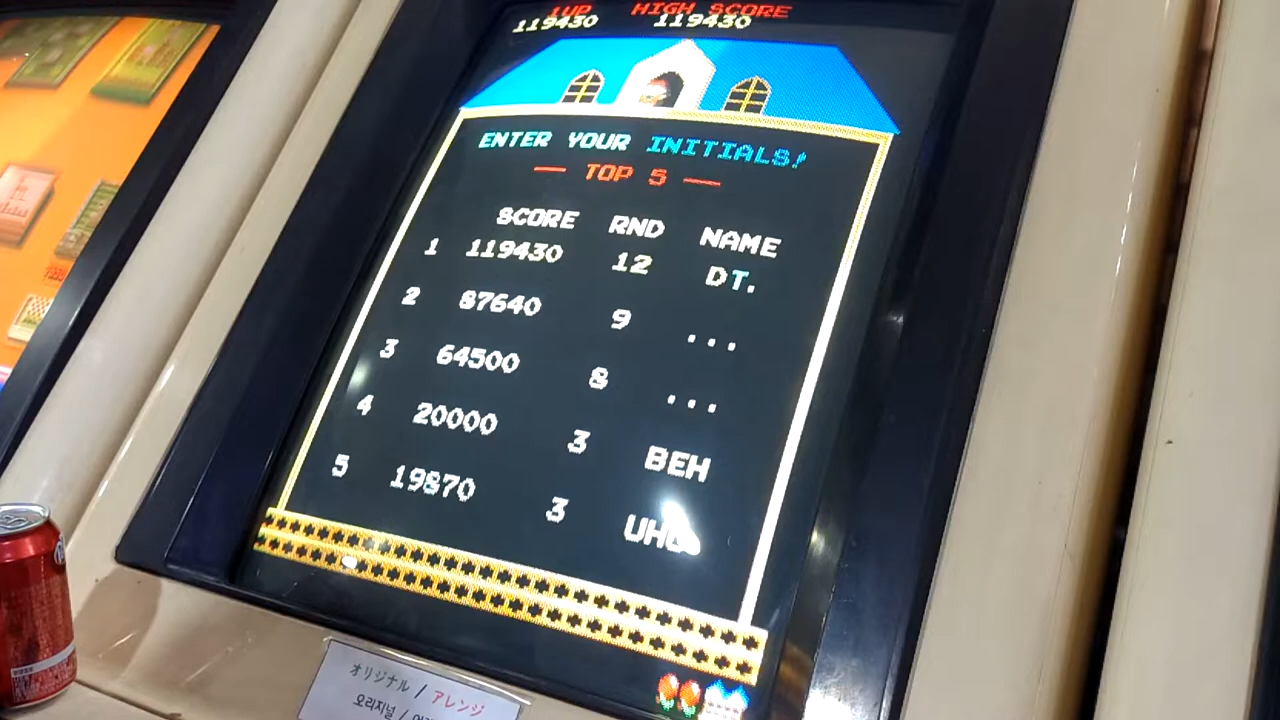 1UP HIGH SCORE
119430 119430
ENTER YOUR INITIALS!
— TOP 5 —
SCORE RND NAME
1 119430 12 DT.
2 87640 9 ...
3 64500 8 ...
4 20000 3 BEH
5 19870 3
オリジナル / アレンジ
오리지널 /